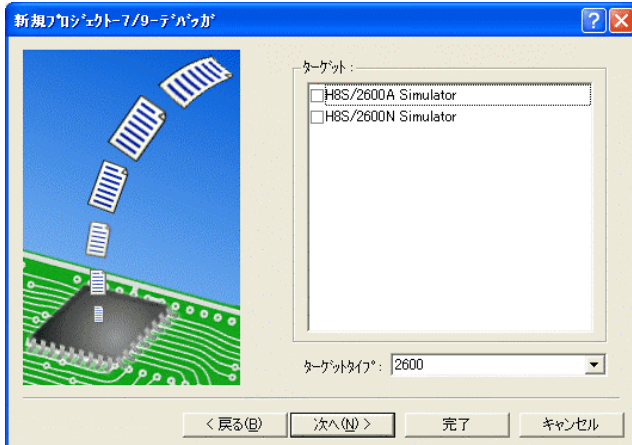 新規ﾌﾟﾛｼﾞｪｸﾄｰ7/9ｰﾃﾞﾊﾞｯｶﾞ
ﾀｰｹﾞｯﾄ :
H8S/2600A Simulator
H8S/2600N Simulator
ﾀｰｹﾞｯﾄﾀｲﾌﾟ : 2600
< 戻る(B) 次へ(N) > 完了 キャンセル